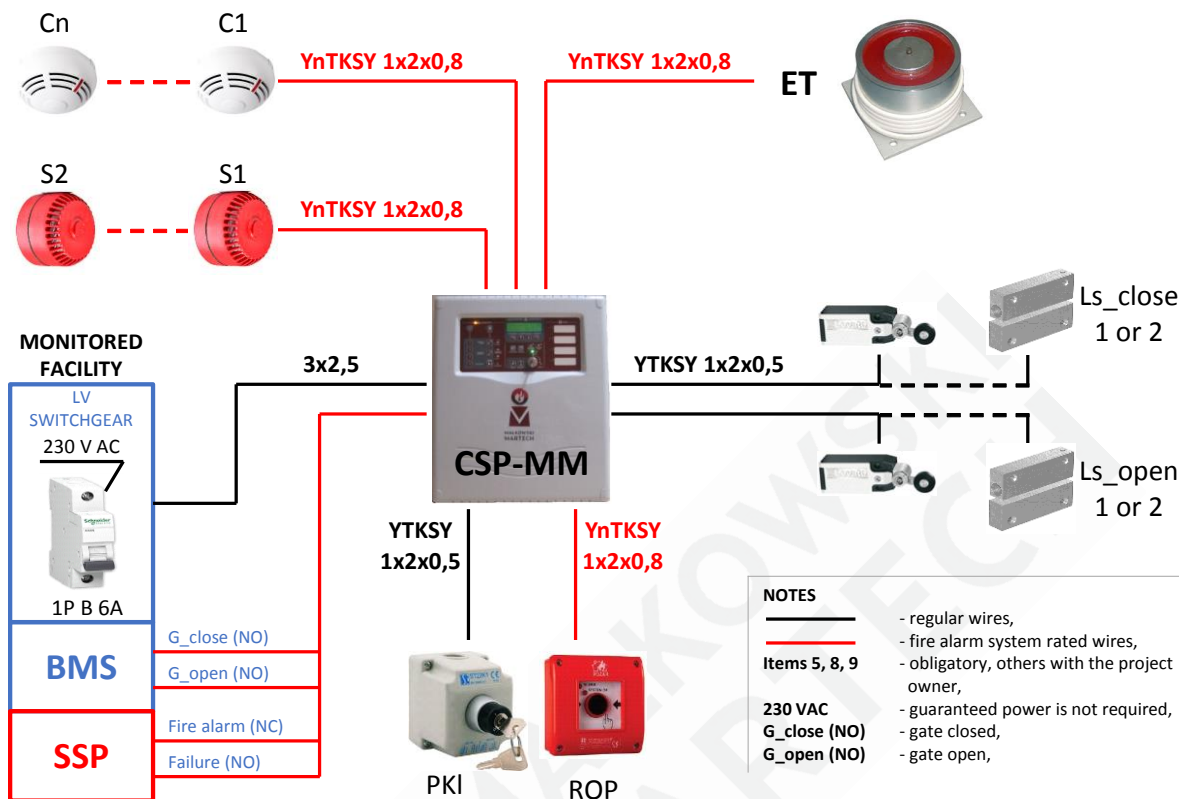 Cn
C1
YnTKSY 1x2x0,8
YnTKSY 1x2x0,8
ET
S2
S1
YnTKSY 1x2x0,8
MONITORED
FACILITY
LV
SWITCHGEAR
230 V AC
1P B 6A
BMS
SSP
3x2,5
G_close (NO)
G_open (NO)
Fire alarm (NC)
Failure (NO)
MAŁKOWSKI
MARTECH
CSP-MM
YTKSY 1x2x0,5
Ls_close
1 or 2
Ls_open
1 or 2
YTKSY
1x2x0,5
YnTKSY
1x2x0,8
PKl
ROP
NOTES
- regular wires,
- fire alarm system rated wires,
Items 5, 8, 9 - obligatory, others with the project
owner,
230 VAC - guaranteed power is not required,
G_close (NO) - gate closed,
G_open (NO) - gate open,